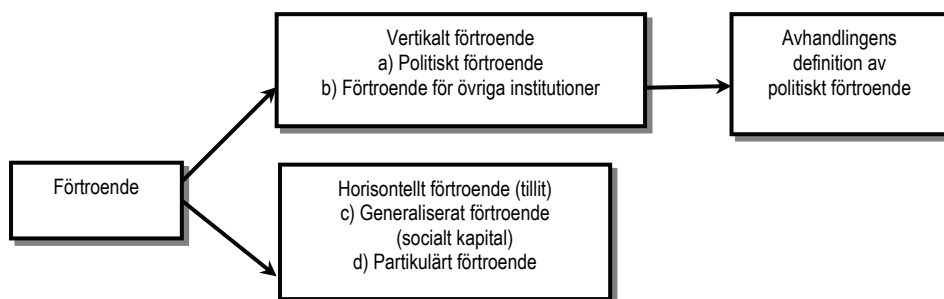 Vertikalt förtroende
a) Politiskt förtroende
b) Förtroende för övriga institutioner
Avhandlingens
definition av
politiskt förtroende
Förtroende
Horisontellt förtroende (tillit)
c) Generaliserat förtroende
(socialt kapital)
d) Partikulärt förtroende